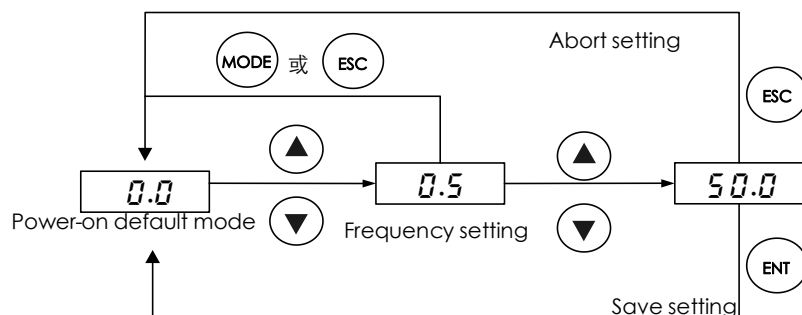 Abort setting
MODE 或 ESC
ESC
0.0
0.5
50.0
Power-on default mode
Frequency setting
ENT
Save setting